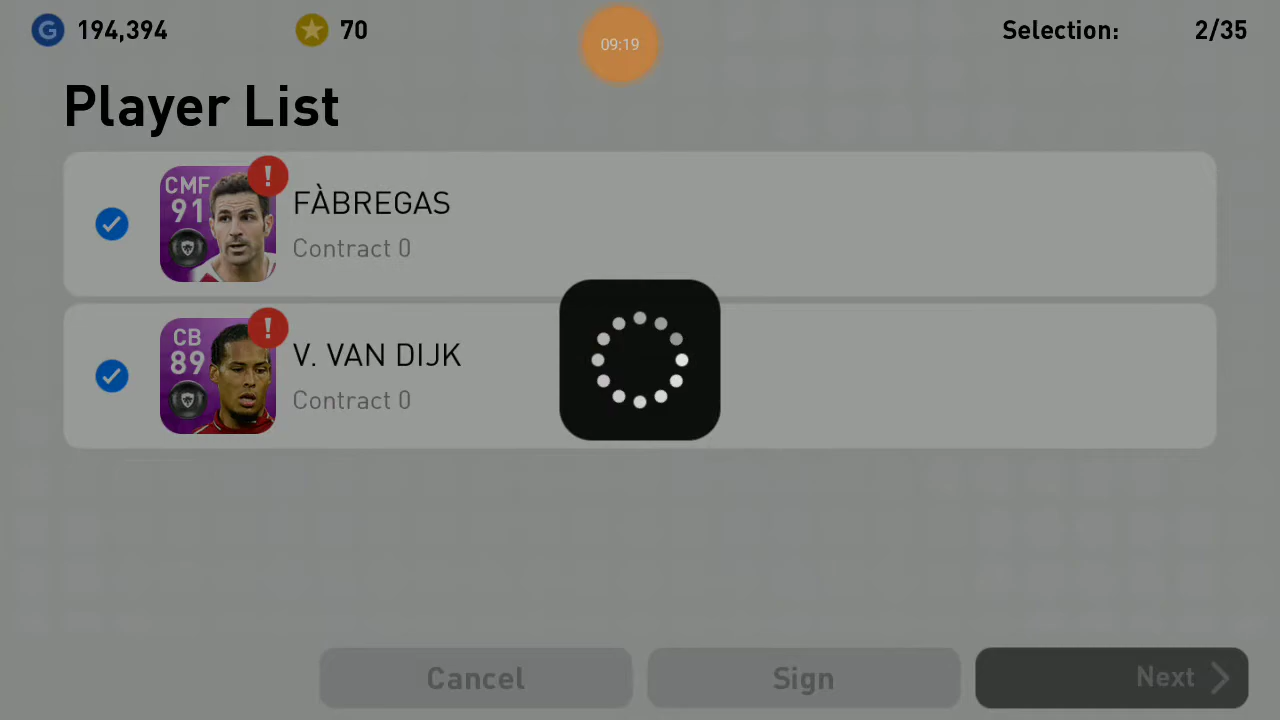 G 194,394 70 09:19 Selection: 2/35
Player List
CMF
91
!
FÀBREGAS
Contract 0
CB
89
!
V. VAN DIJK
Contract 0
Cancel Sign Next